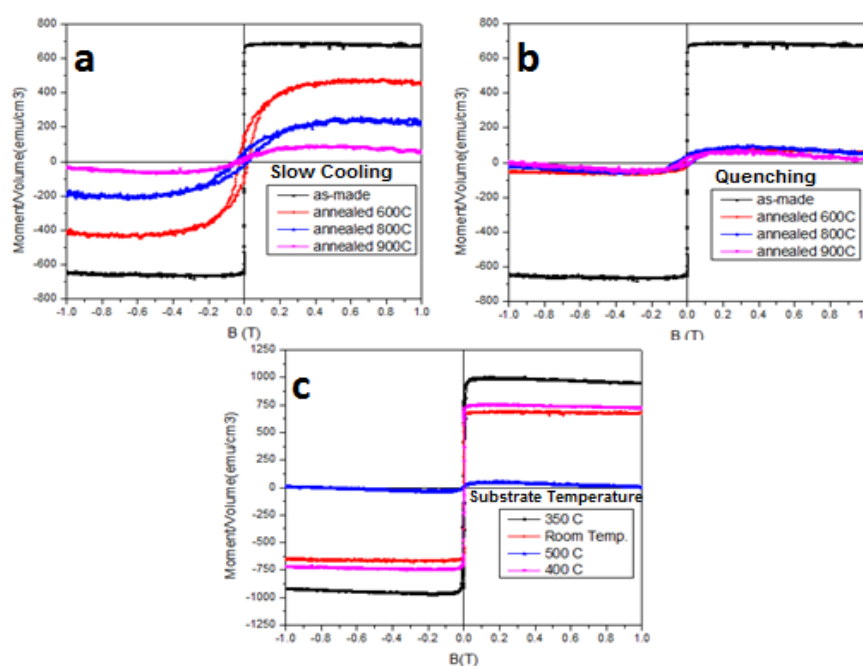 a
Moment/Volume(emu/cm3)
800
600
400
200
0
-200
-400
-600
-800
Slow Cooling
as-made
annealed 600C
annealed 800C
annealed 900C
-1.0 -0.8 -0.6 -0.4 -0.2 0.0 0.2 0.4 0.6 0.8 1.0
B (T)
b
Moment/Volume(emu/cm3)
800
600
400
200
0
-200
-400
-600
-800
Quenching
as-made
annealed 600C
annealed 800C
annealed 900C
-1.0 -0.8 -0.6 -0.4 -0.2 0.0 0.2 0.4 0.6 0.8 1.0
B (T)
c
Moment/Volume(emu/cm3)
1250
1000
750
500
250
0
-250
-500
-750
-1000
-1250
Substrate Temperature
350 C
Room Temp.
500 C
400 C
-1.0 -0.8 -0.6 -0.4 -0.2 0.0 0.2 0.4 0.6 0.8 1.0
B(T)